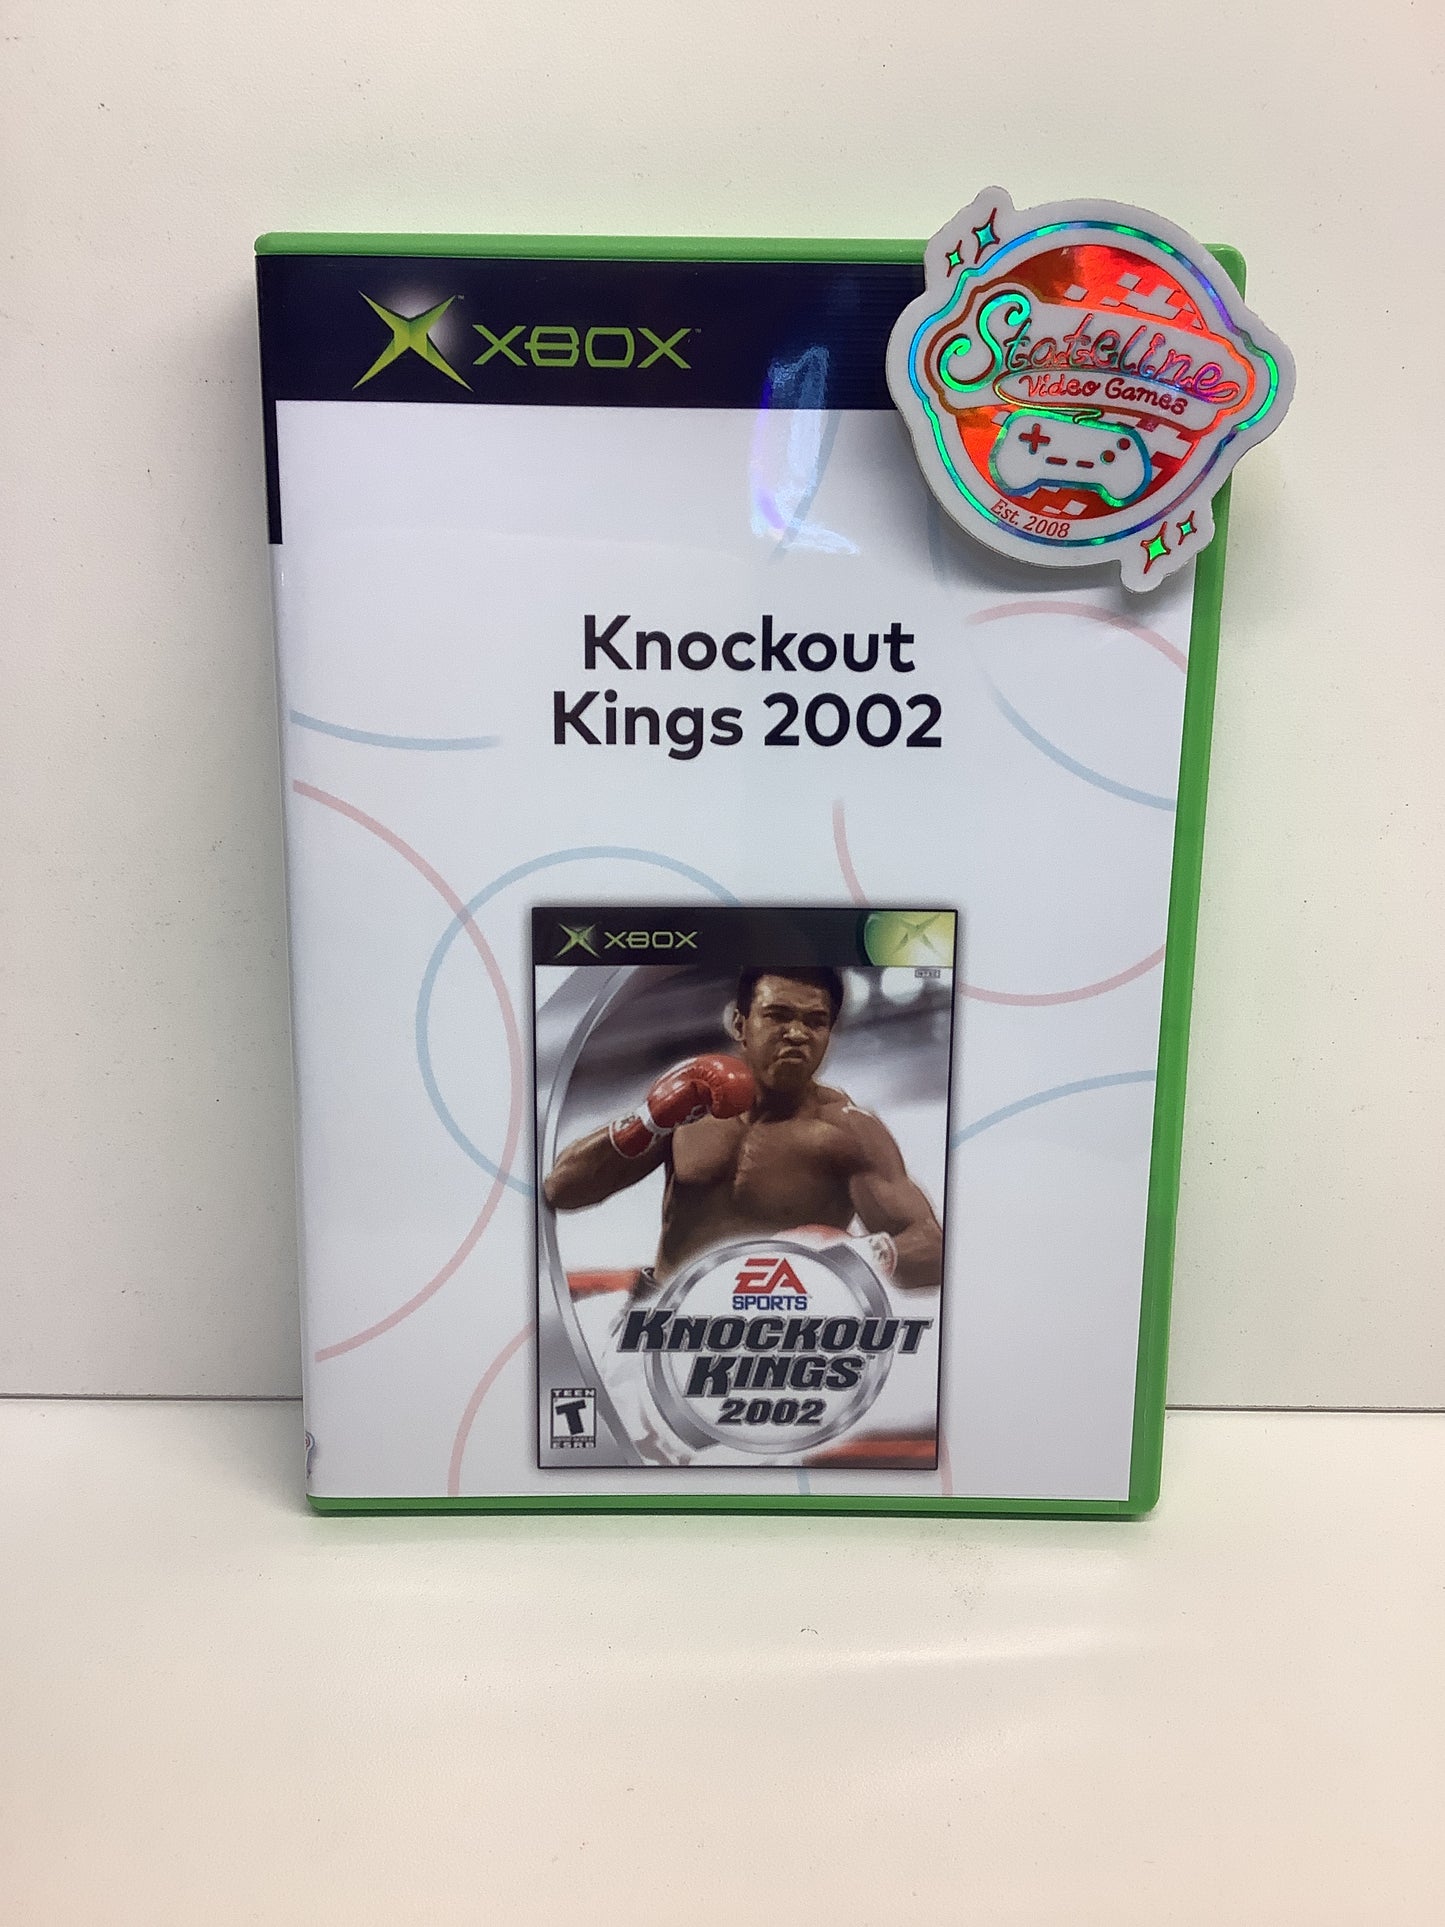 XBOX
Stateline
Video Games
Est. 2008
Knockout
Kings 2002
XBOX
EA
SPORTS
KNOCKOUT
KINGS
2002
TEEN
T
ESRB